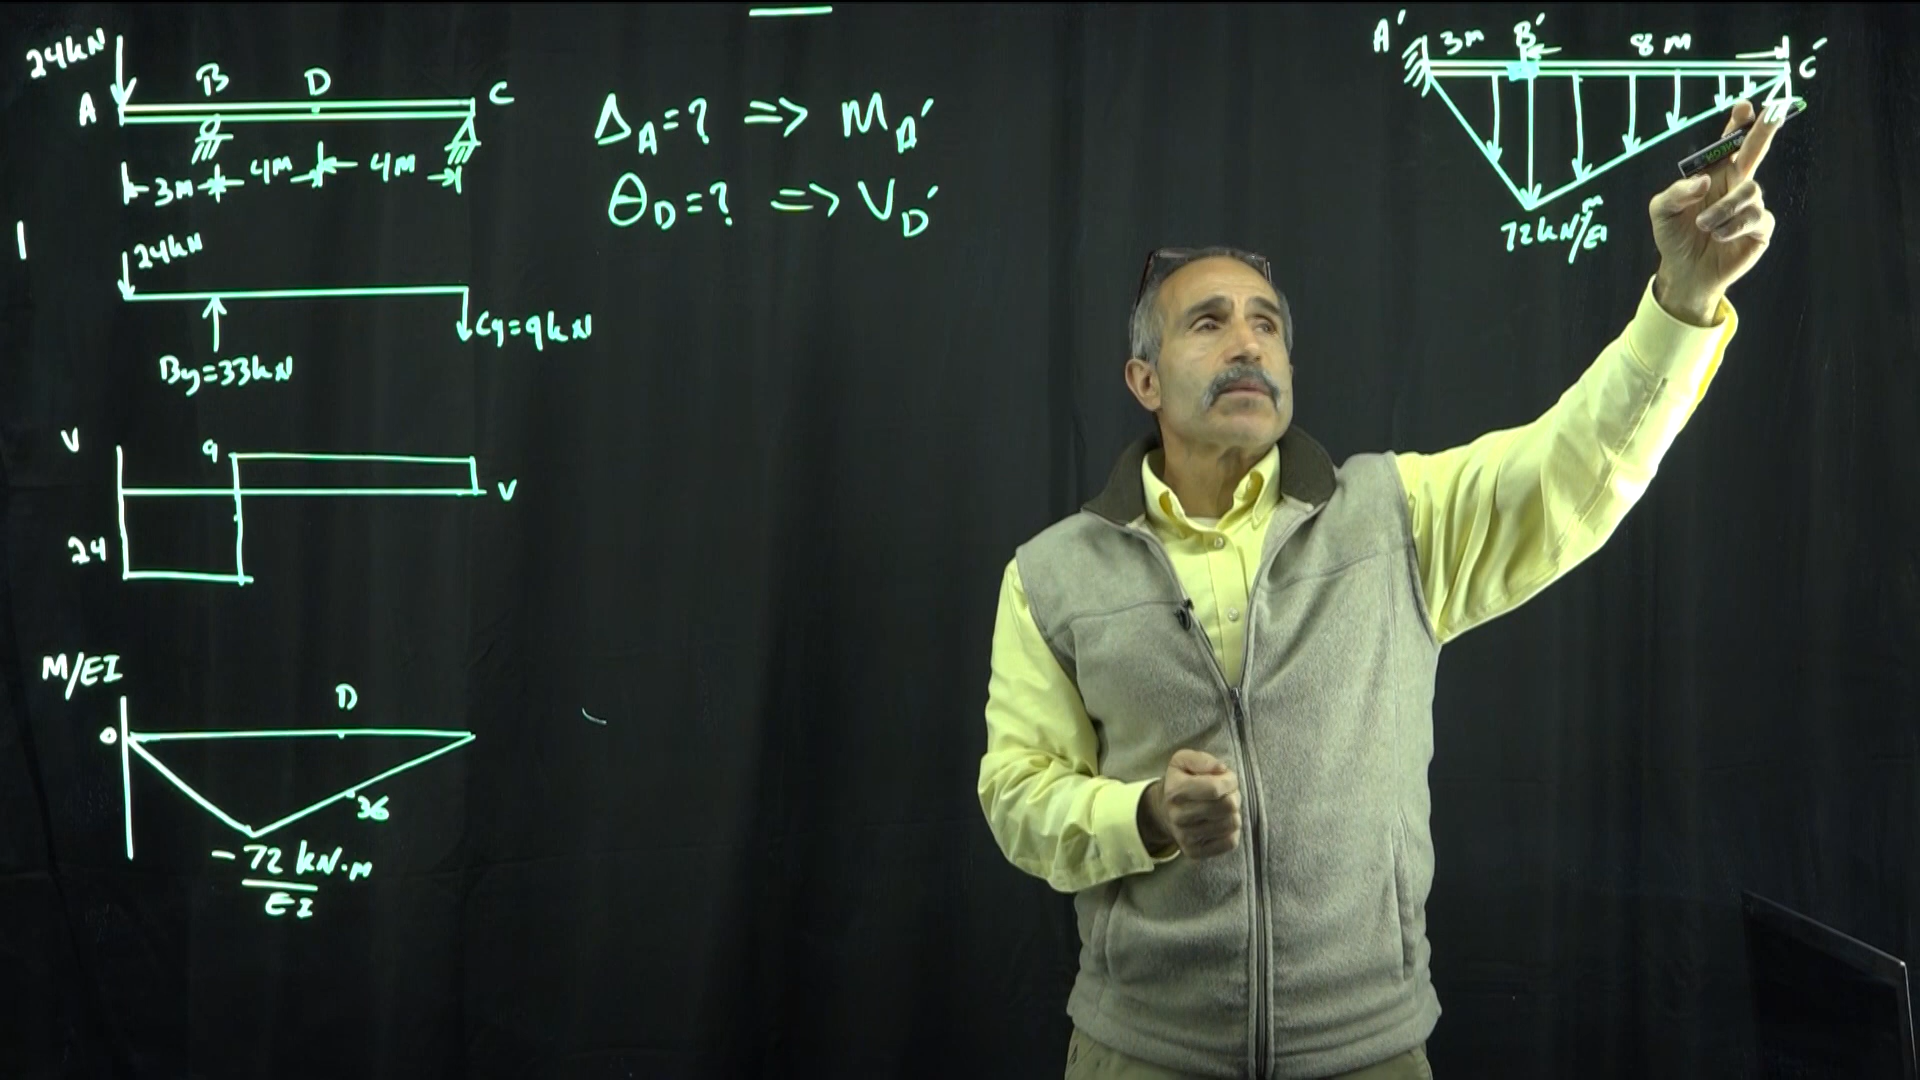 24kN
A B D C
3m 4m 4m
ΔA=? => MA'
θD=? => VD'
A' 3m B' 8m C'
72kN·m/EI
24kN
By=33kN
Cy=9kN
V
9
V
24
M/EI
0
D
36
-72 kN·m
EI